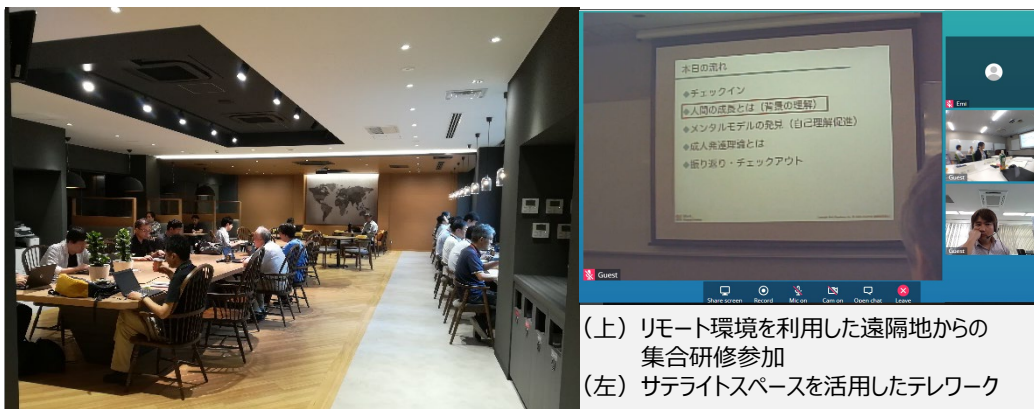 本日の流れ
◆チェックイン
◆人間の成長とは（背景の理解）
◆メンタルモデルの発見（自己理解促進）
◆成人発達理論とは
◆振り返り・チェックアウト
Emi
Guest
Guest
Guest
Share screen Record Mic on Cam on Open chat Leave
（上）リモート環境を利用した遠隔地からの
集合研修参加
（左）サテライトスペースを活用したテレワーク